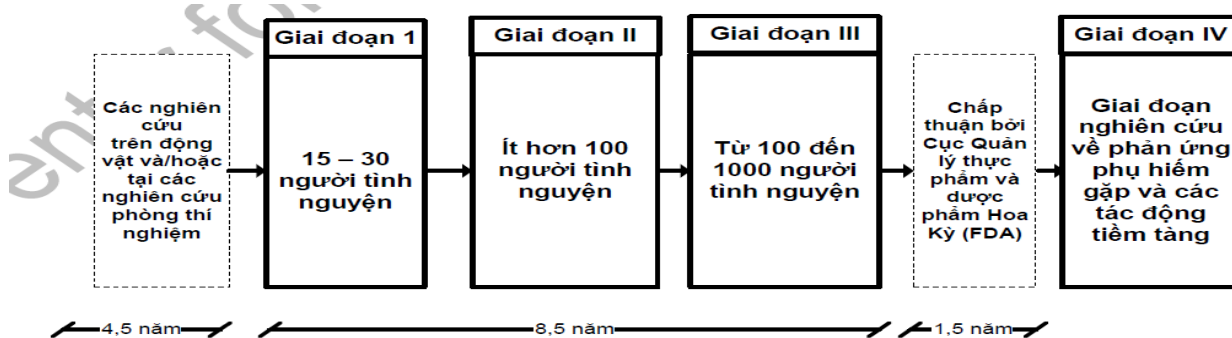 ent fo
Giai đoạn 1
Giai đoạn II
Giai đoạn III
Giai đoạn IV
Các nghiên
cứu
trên động
vật và/hoặc
tại các
nghiên cứu
phòng thí
nghiệm
15 – 30
người tình
nguyện
Ít hơn 100
người tình
nguyện
Từ 100 đến
1000 người
tình nguyện
Chấp
thuận bởi
Cục Quản
lý thực
phẩm và
dược
phẩm Hoa
Kỳ (FDA)
Giai đoạn
nghiên cứu
về phản ứng
phụ hiếm
gặp và các
tác động
tiềm tàng
4,5 năm
8,5 năm
1,5 năm